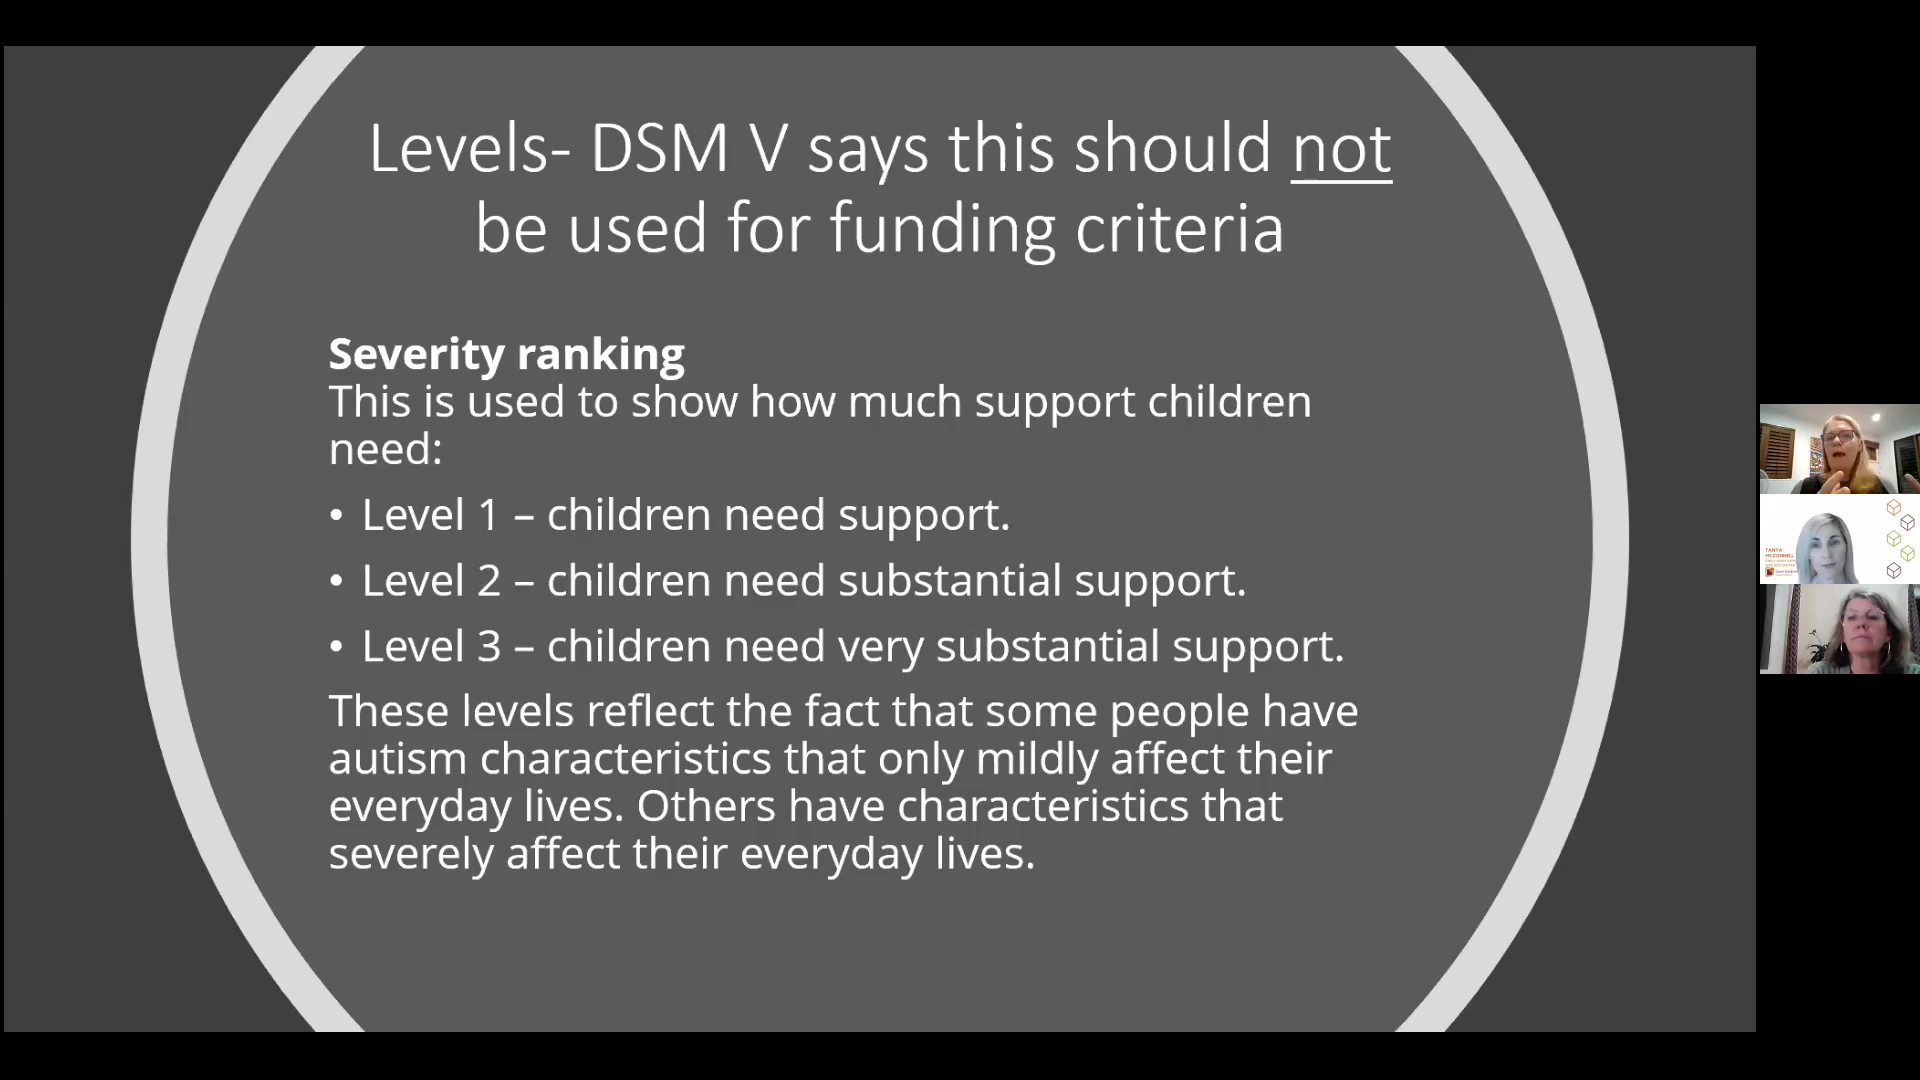 Levels- DSM V says this should not
be used for funding criteria
Severity ranking
This is used to show how much support children
need:
• Level 1 – children need support.
• Level 2 – children need substantial support.
• Level 3 – children need very substantial support.
These levels reflect the fact that some people have
autism characteristics that only mildly affect their
everyday lives. Others have characteristics that
severely affect their everyday lives.
TANYA
MCCONNELL